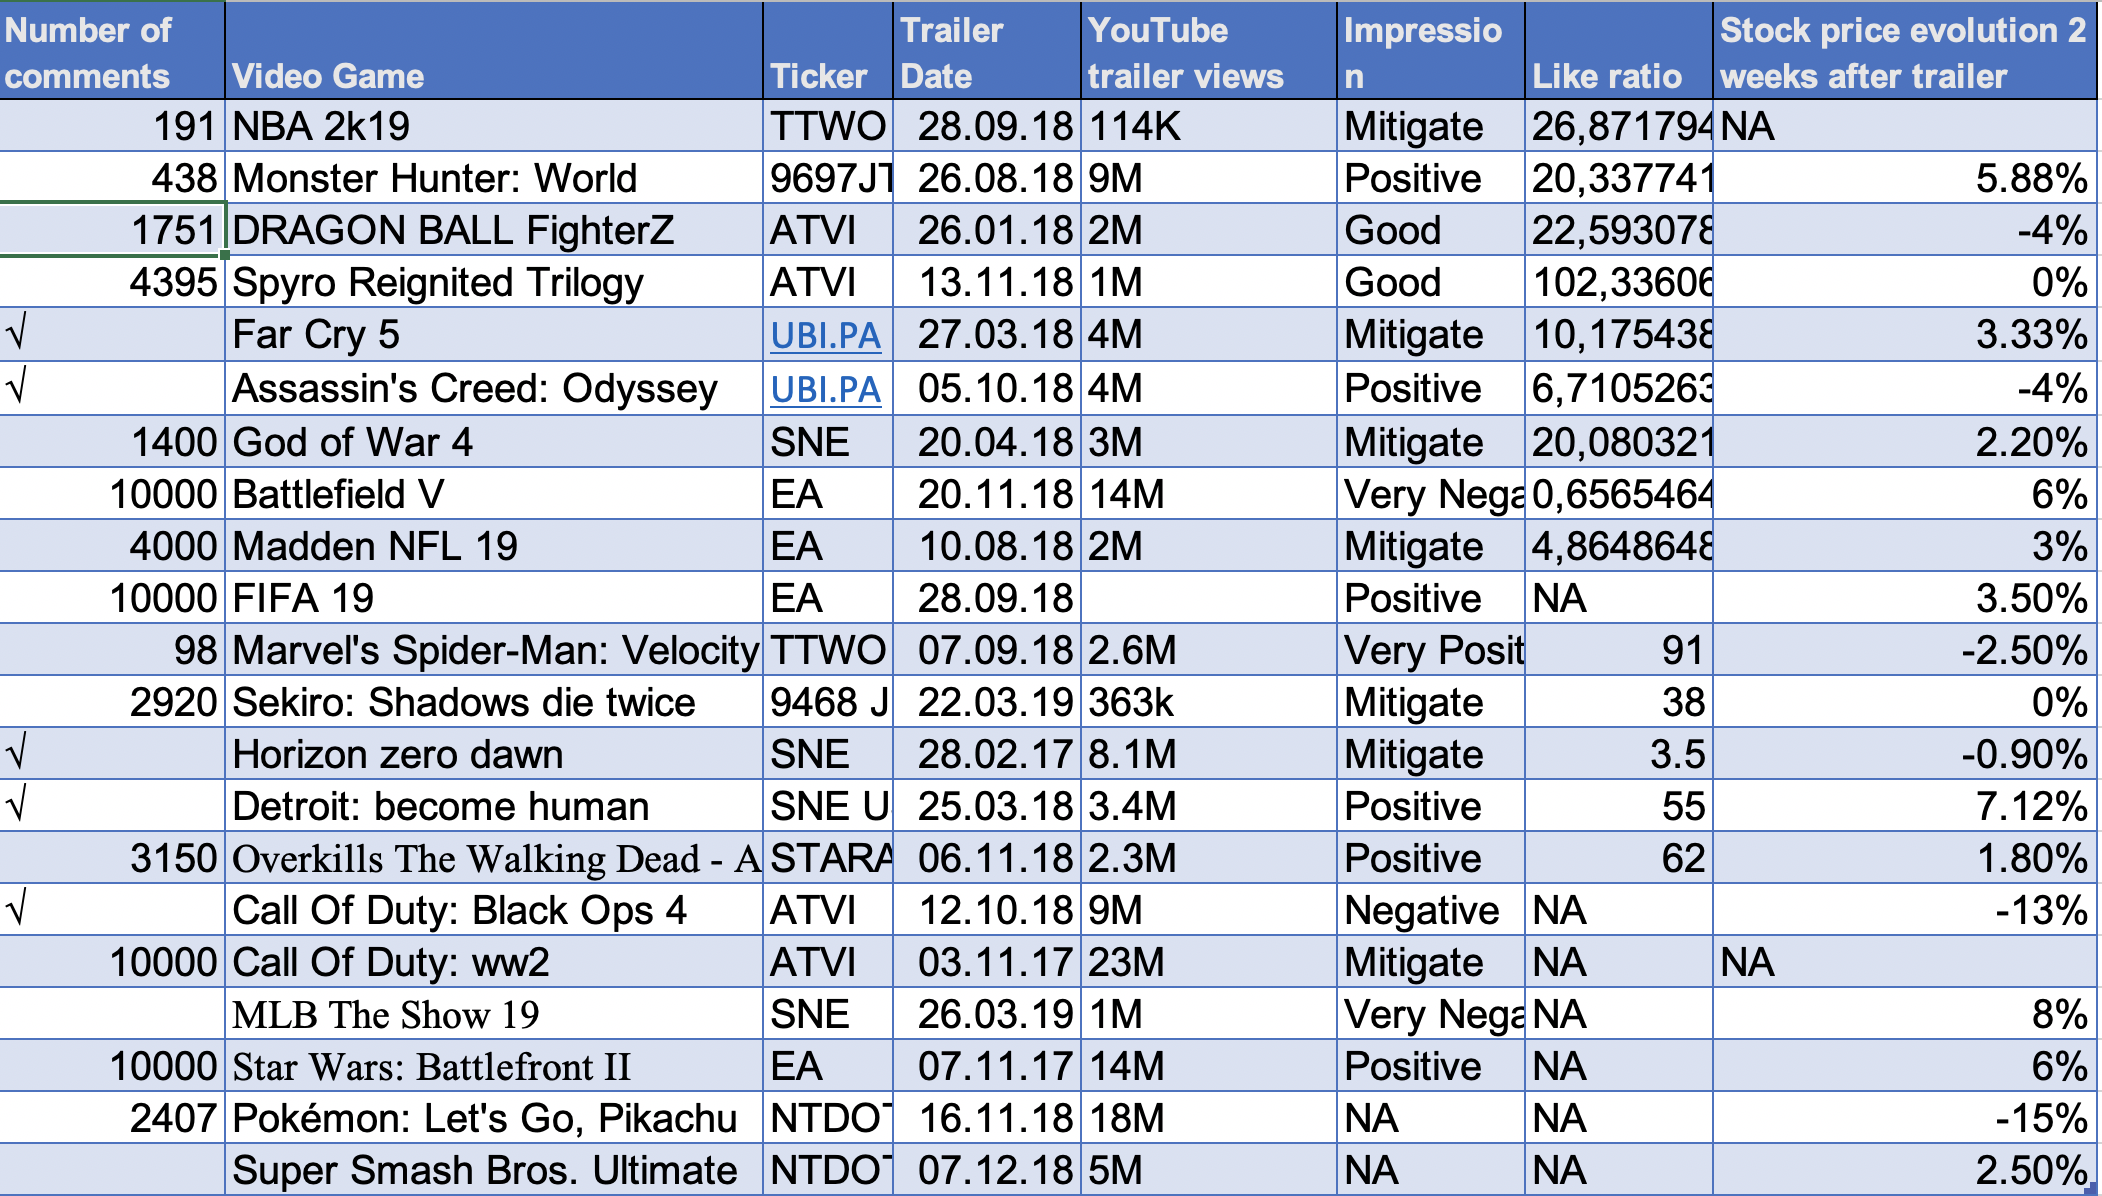 Number of comments Video Game Ticker Trailer Date YouTube trailer views Impression Like ratio Stock price evolution 2 weeks after trailer
191 NBA 2k19 TTWO 28.09.18 114K Mitigate 26,871794 NA
438 Monster Hunter: World 9697JT 26.08.18 9M Positive 20,337741 5.88%
1751 DRAGON BALL FighterZ ATVI 26.01.18 2M Good 22,593078 -4%
4395 Spyro Reignited Trilogy ATVI 13.11.18 1M Good 102,33606 0%
√ Far Cry 5 UBI.PA 27.03.18 4M Mitigate 10,175438 3.33%
√ Assassin's Creed: Odyssey UBI.PA 05.10.18 4M Positive 6,7105263 -4%
1400 God of War 4 SNE 20.04.18 3M Mitigate 20,080321 2.20%
10000 Battlefield V EA 20.11.18 14M Very Nega 0,6565464 6%
4000 Madden NFL 19 EA 10.08.18 2M Mitigate 4,8648648 3%
10000 FIFA 19 EA 28.09.18 Positive NA 3.50%
98 Marvel's Spider-Man: Velocity TTWO 07.09.18 2.6M Very Posit 91 -2.50%
2920 Sekiro: Shadows die twice 9468 J 22.03.19 363k Mitigate 38 0%
√ Horizon zero dawn SNE 28.02.17 8.1M Mitigate 3.5 -0.90%
√ Detroit: become human SNE U 25.03.18 3.4M Positive 55 7.12%
3150 Overkills The Walking Dead - A STARA 06.11.18 2.3M Positive 62 1.80%
√ Call Of Duty: Black Ops 4 ATVI 12.10.18 9M Negative NA -13%
10000 Call Of Duty: ww2 ATVI 03.11.17 23M Mitigate NA NA
MLB The Show 19 SNE 26.03.19 1M Very Nega NA 8%
10000 Star Wars: Battlefront II EA 07.11.17 14M Positive NA 6%
2407 Pokémon: Let's Go, Pikachu NTDOT 16.11.18 18M NA NA -15%
Super Smash Bros. Ultimate NTDOT 07.12.18 5M NA NA 2.50%